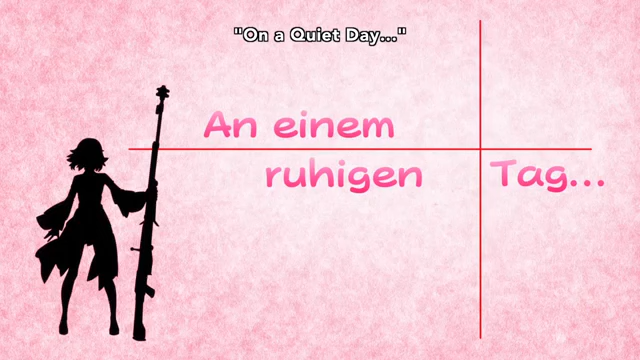 "On a Quiet Day..."
An einem
ruhigen Tag...